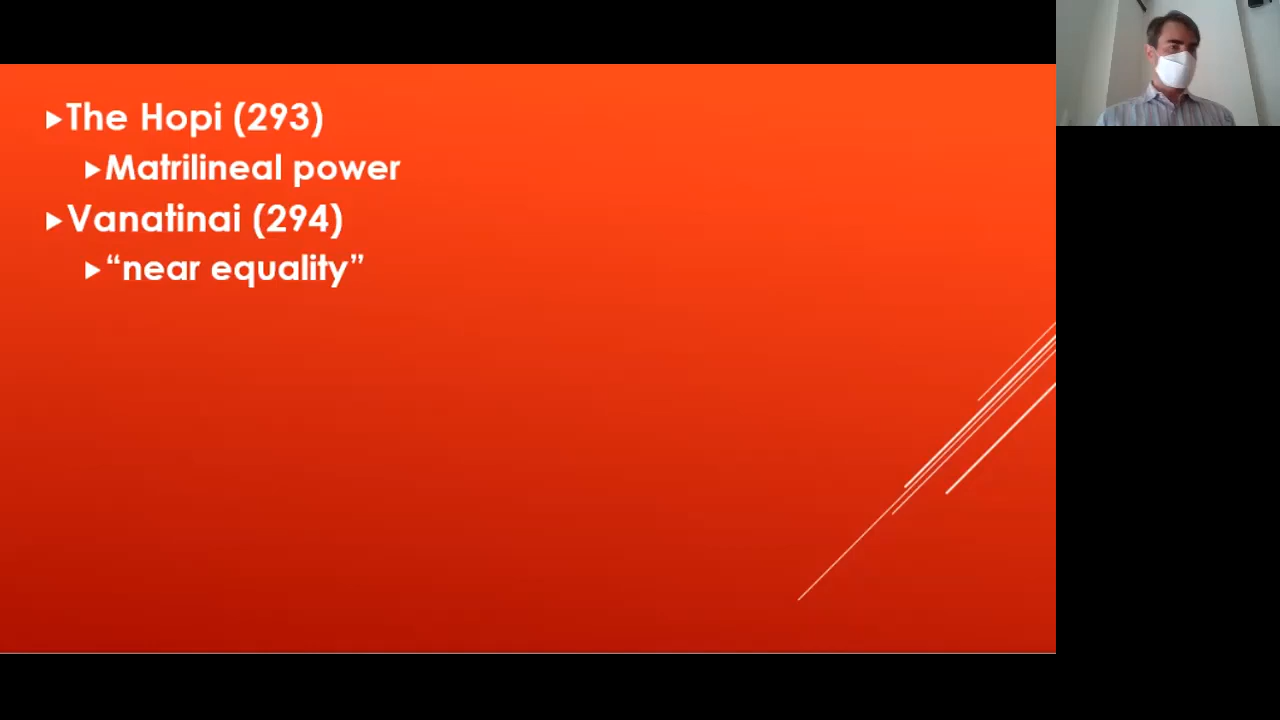 The Hopi (293)
Matrilineal power
Vanatinai (294)
“near equality”